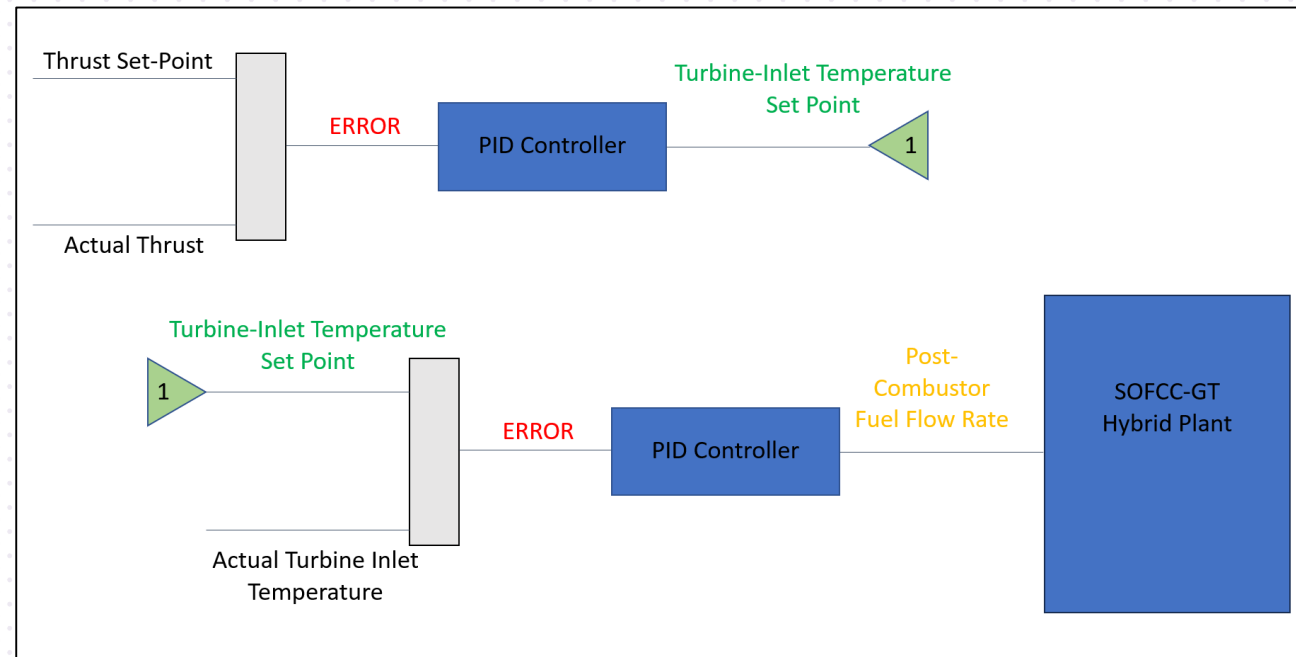 Thrust Set-Point
Turbine-Inlet Temperature
Set Point
ERROR
PID Controller
1
Actual Thrust
Turbine-Inlet Temperature
Set Point
1
Post-
Combustor
Fuel Flow Rate
SOFCC-GT
Hybrid Plant
ERROR
PID Controller
Actual Turbine Inlet
Temperature